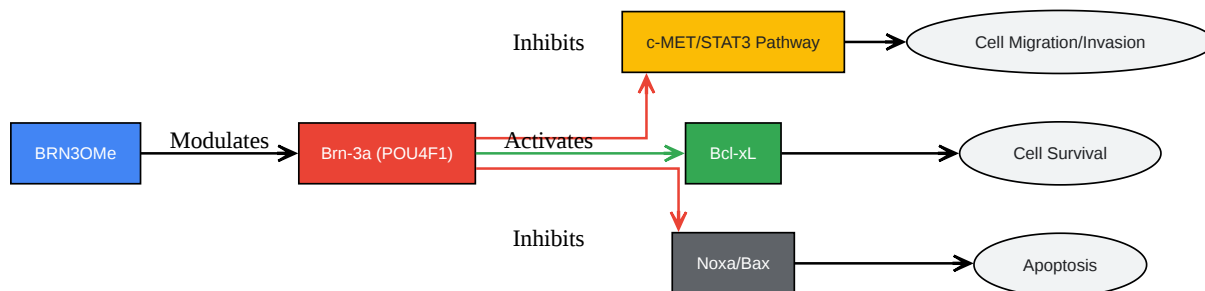 Inhibits
c-MET/STAT3 Pathway
Cell Migration/Invasion
BRN3OMe
Modulates
Brn-3a (POU4F1)
Activates
Bcl-xL
Cell Survival
Inhibits
Noxa/Bax
Apoptosis